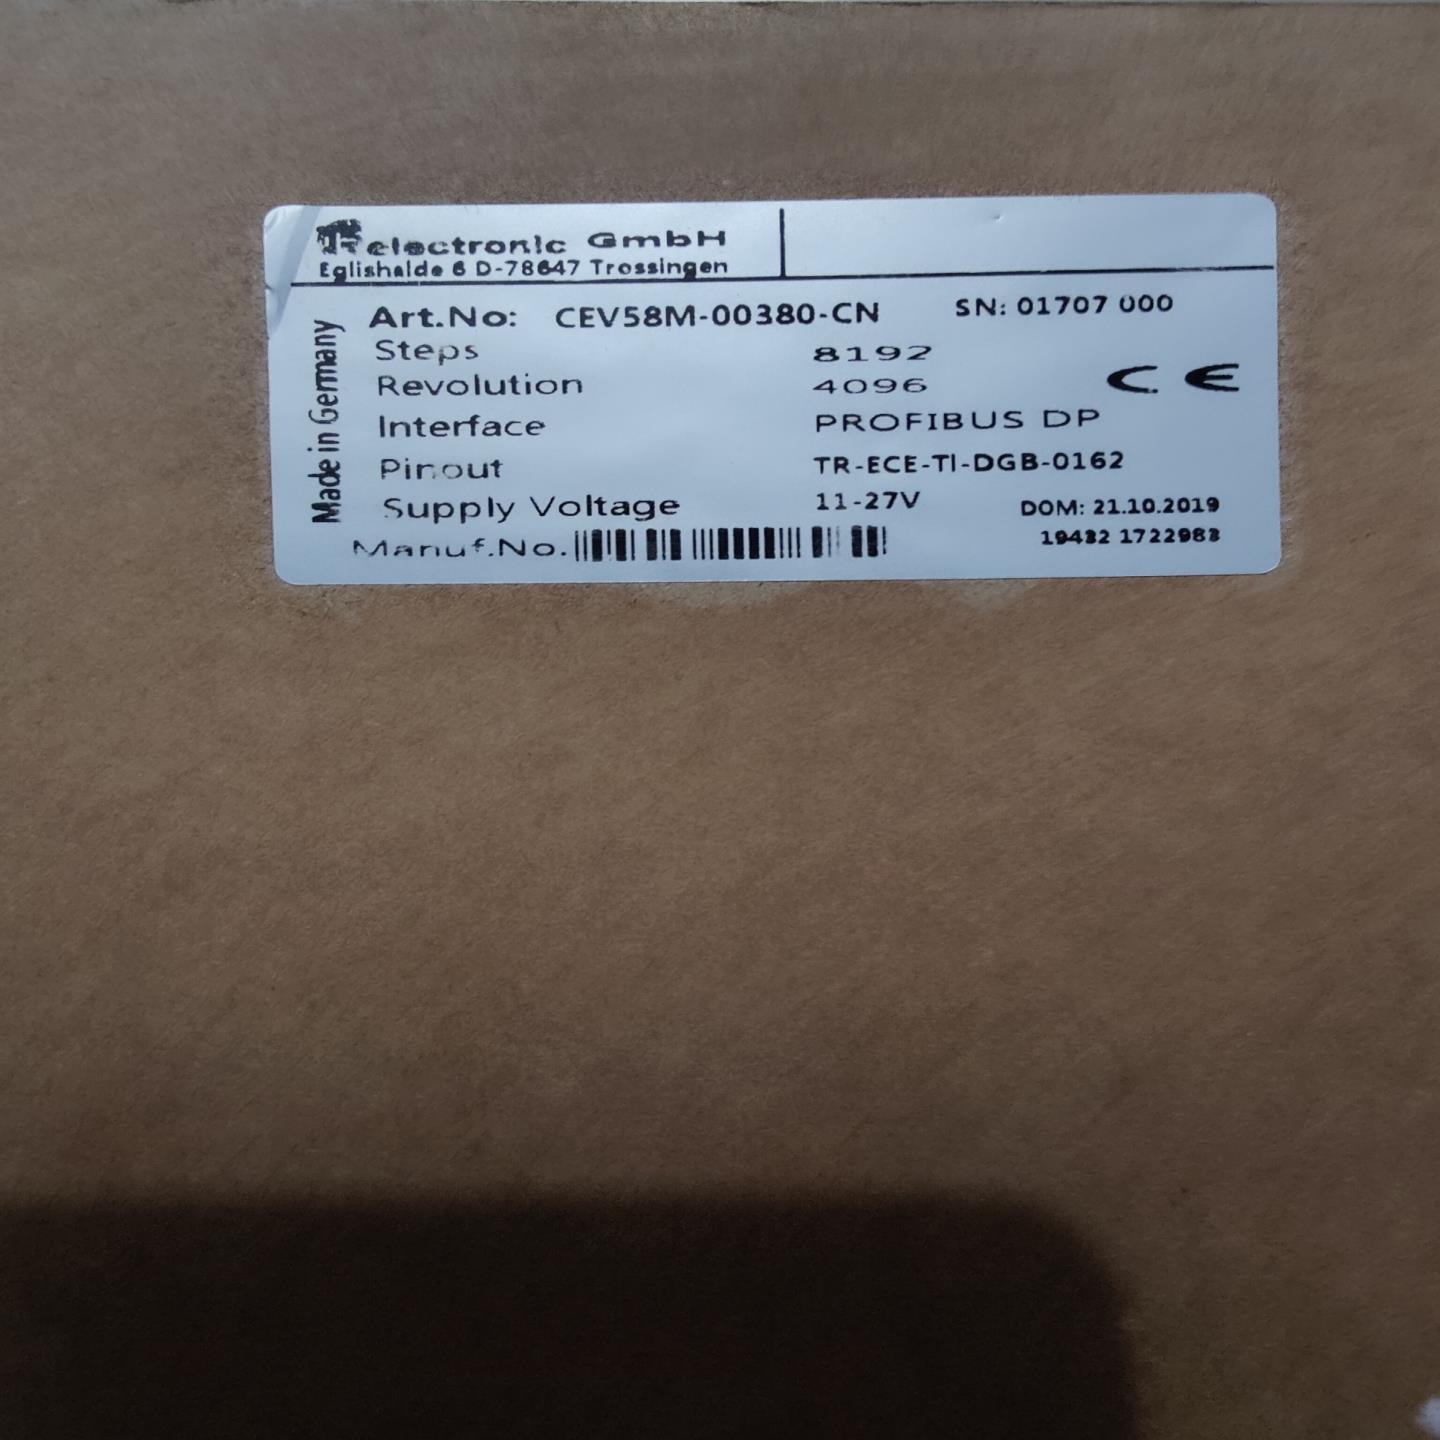 TR electronic GmbH
Eglishalde 6 D-78647 Trossingen
Made in Germany
Art.No: CEV58M-00380-CN SN: 01707 000
Steps 8192
Revolution 4096
CE
Interface PROFIBUS DP
Pinout TR-ECE-TI-DGB-0162
Supply Voltage 11-27V DOM: 21.10.2019
Manuf.No. 19432 1722983